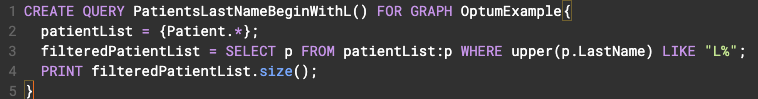 1 CREATE QUERY PatientsLastNameBeginWithL() FOR GRAPH OptumExample{
2 patientList = {Patient.*};
3 filteredPatientList = SELECT p FROM patientList:p WHERE upper(p.LastName) LIKE "L%";
4 PRINT filteredPatientList.size();
5 }